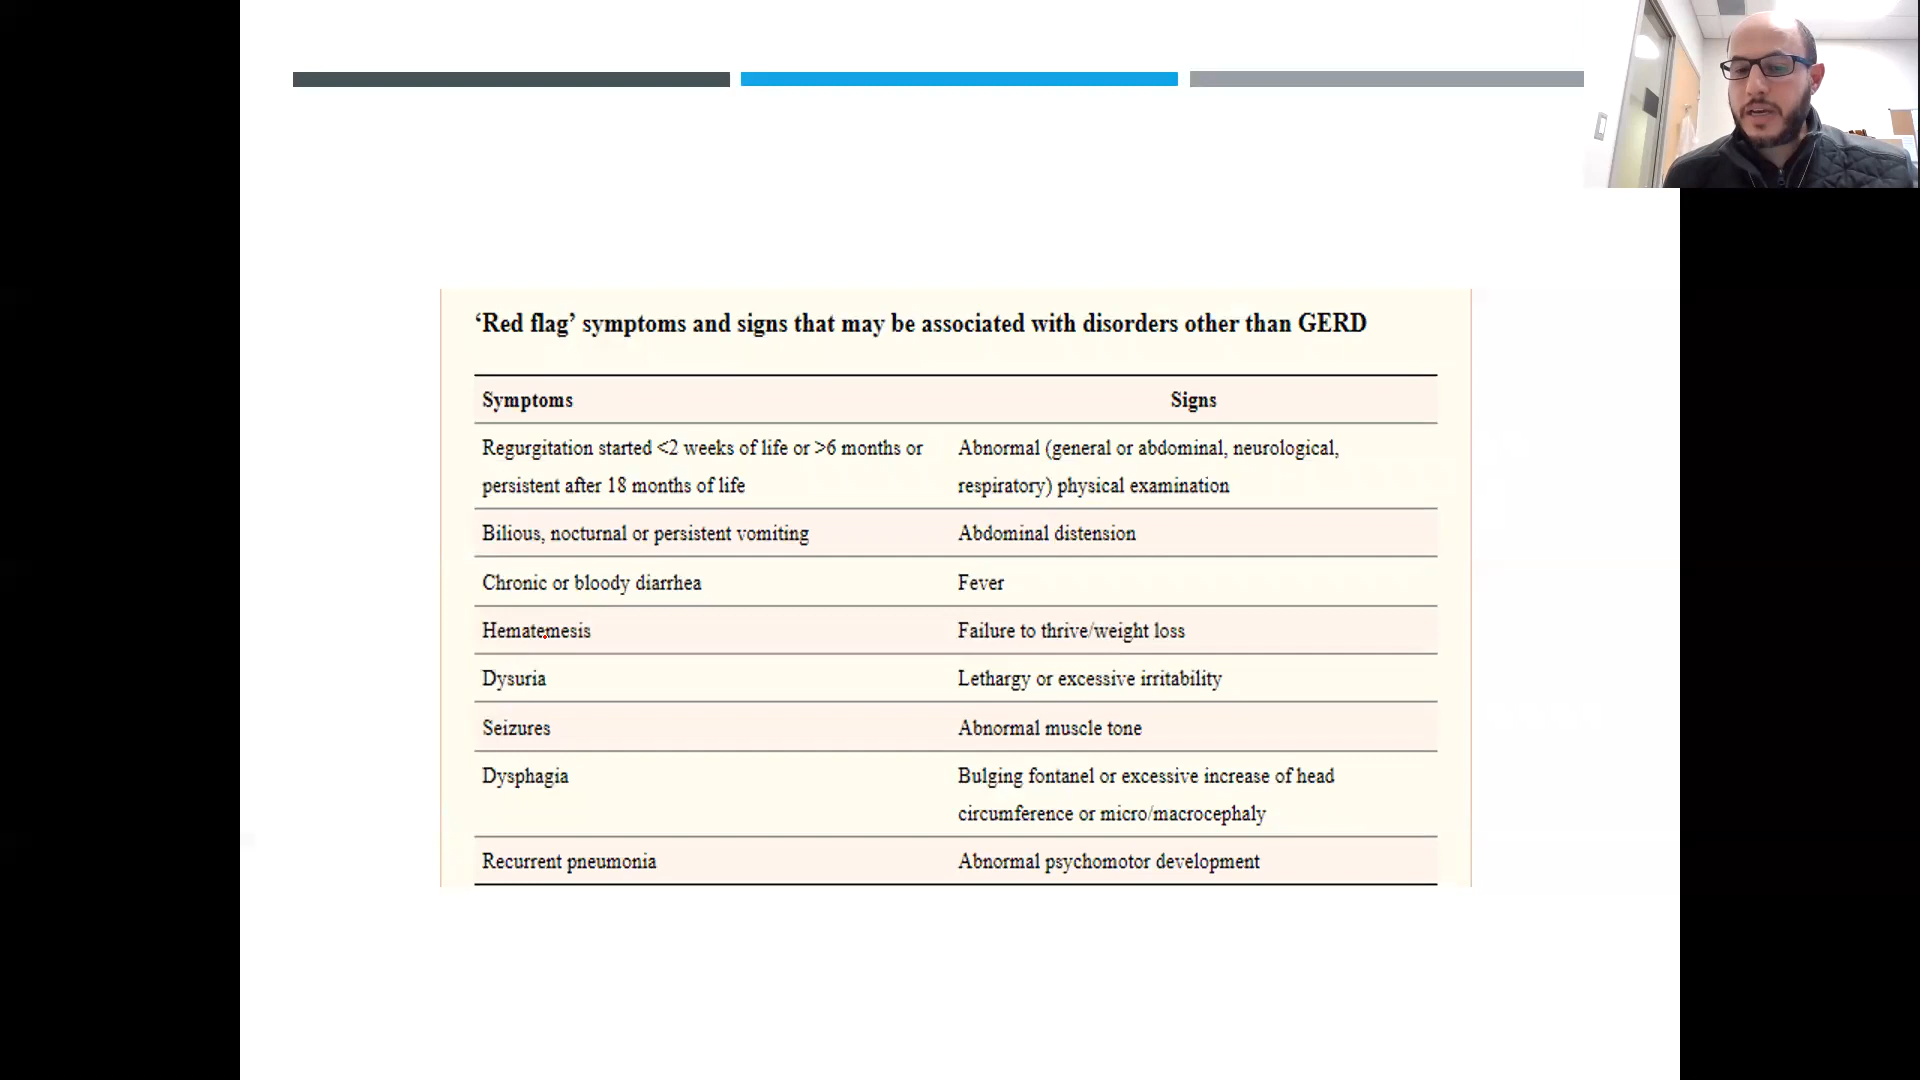 ‘Red flag’ symptoms and signs that may be associated with disorders other than GERD
Symptoms Signs
Regurgitation started <2 weeks of life or >6 months or Abnormal (general or abdominal, neurological,
persistent after 18 months of life respiratory) physical examination
Bilious, nocturnal or persistent vomiting Abdominal distension
Chronic or bloody diarrhea Fever
Hematemesis Failure to thrive/weight loss
Dysuria Lethargy or excessive irritability
Seizures Abnormal muscle tone
Dysphagia Bulging fontanel or excessive increase of head
circumference or micro/macrocephaly
Recurrent pneumonia Abnormal psychomotor development